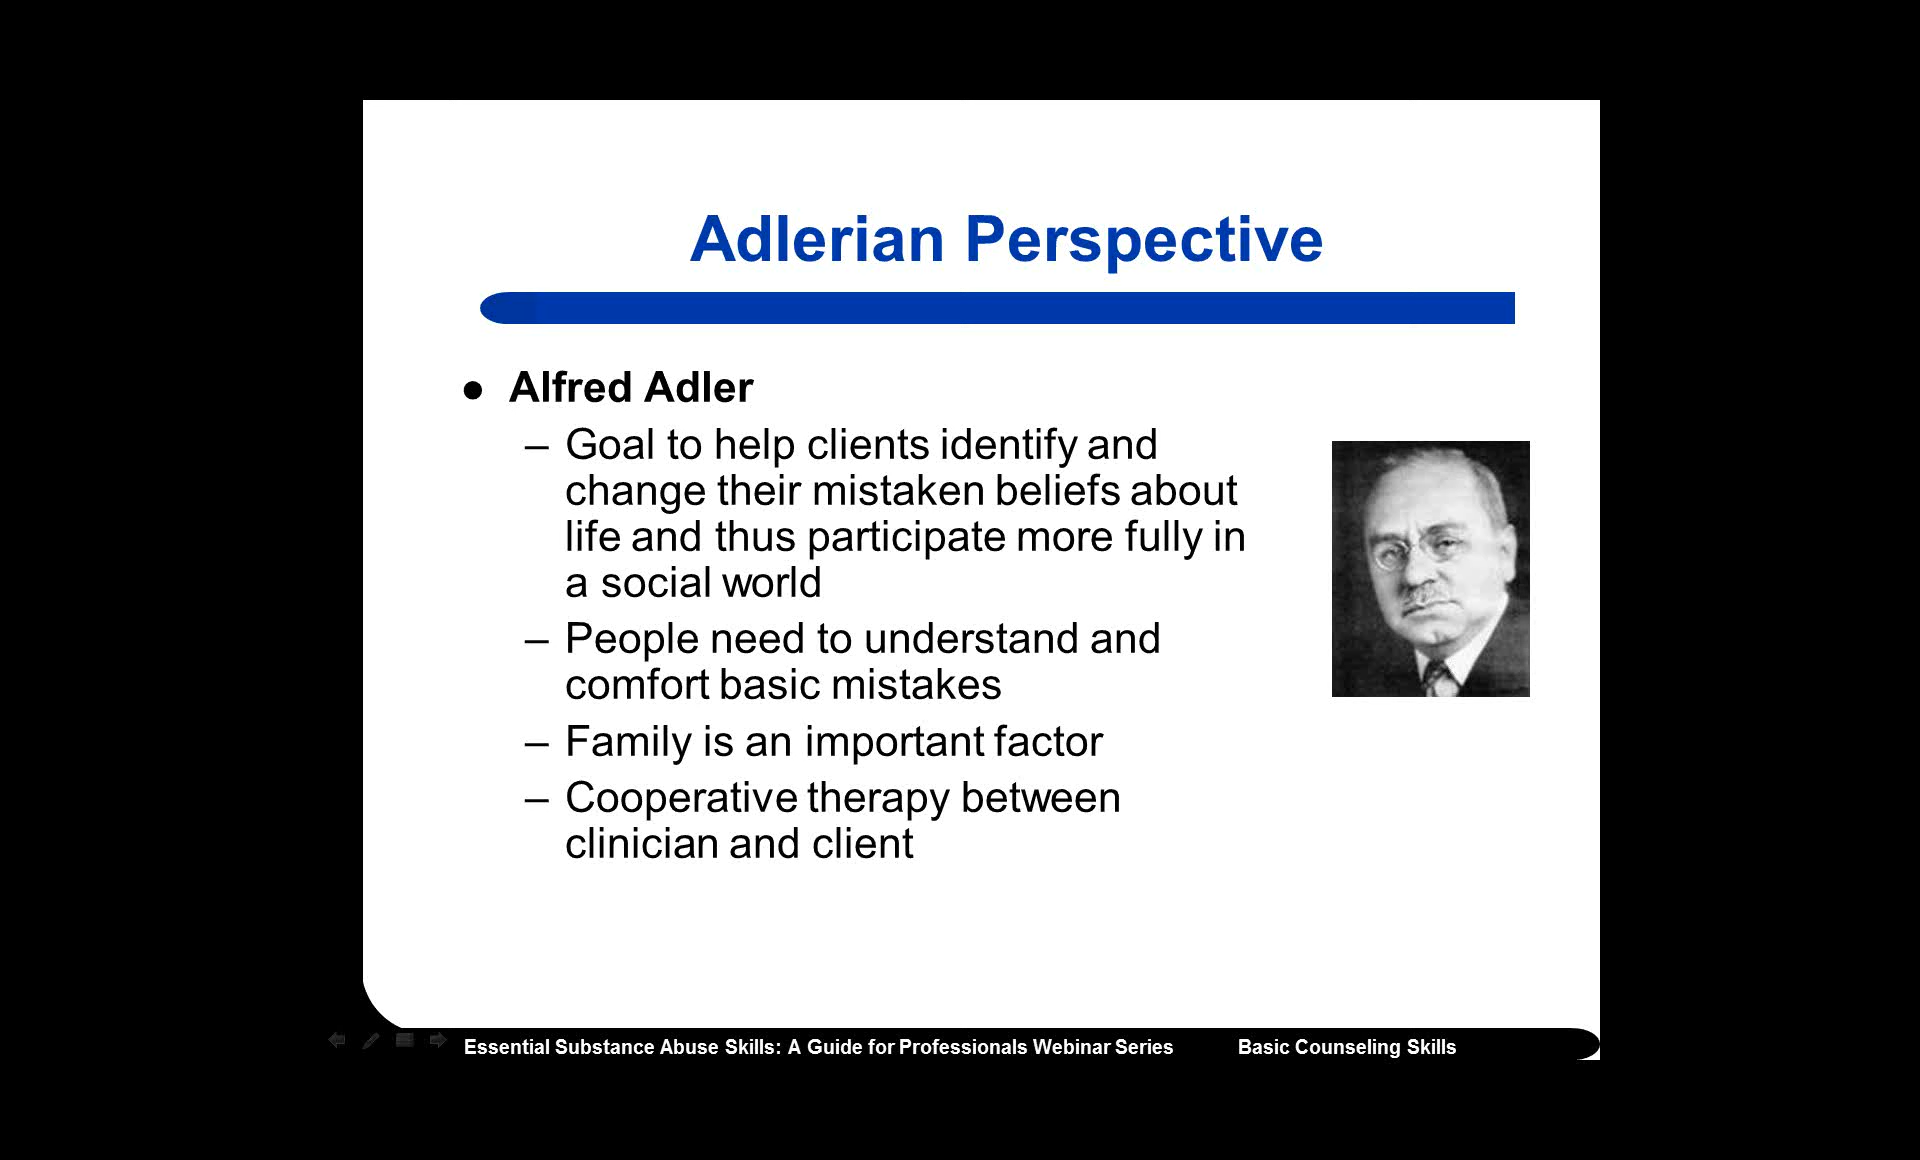 Adlerian Perspective
● Alfred Adler
– Goal to help clients identify and
change their mistaken beliefs about
life and thus participate more fully in
a social world
– People need to understand and
comfort basic mistakes
– Family is an important factor
– Cooperative therapy between
clinician and client
Essential Substance Abuse Skills: A Guide for Professionals Webinar Series Basic Counseling Skills